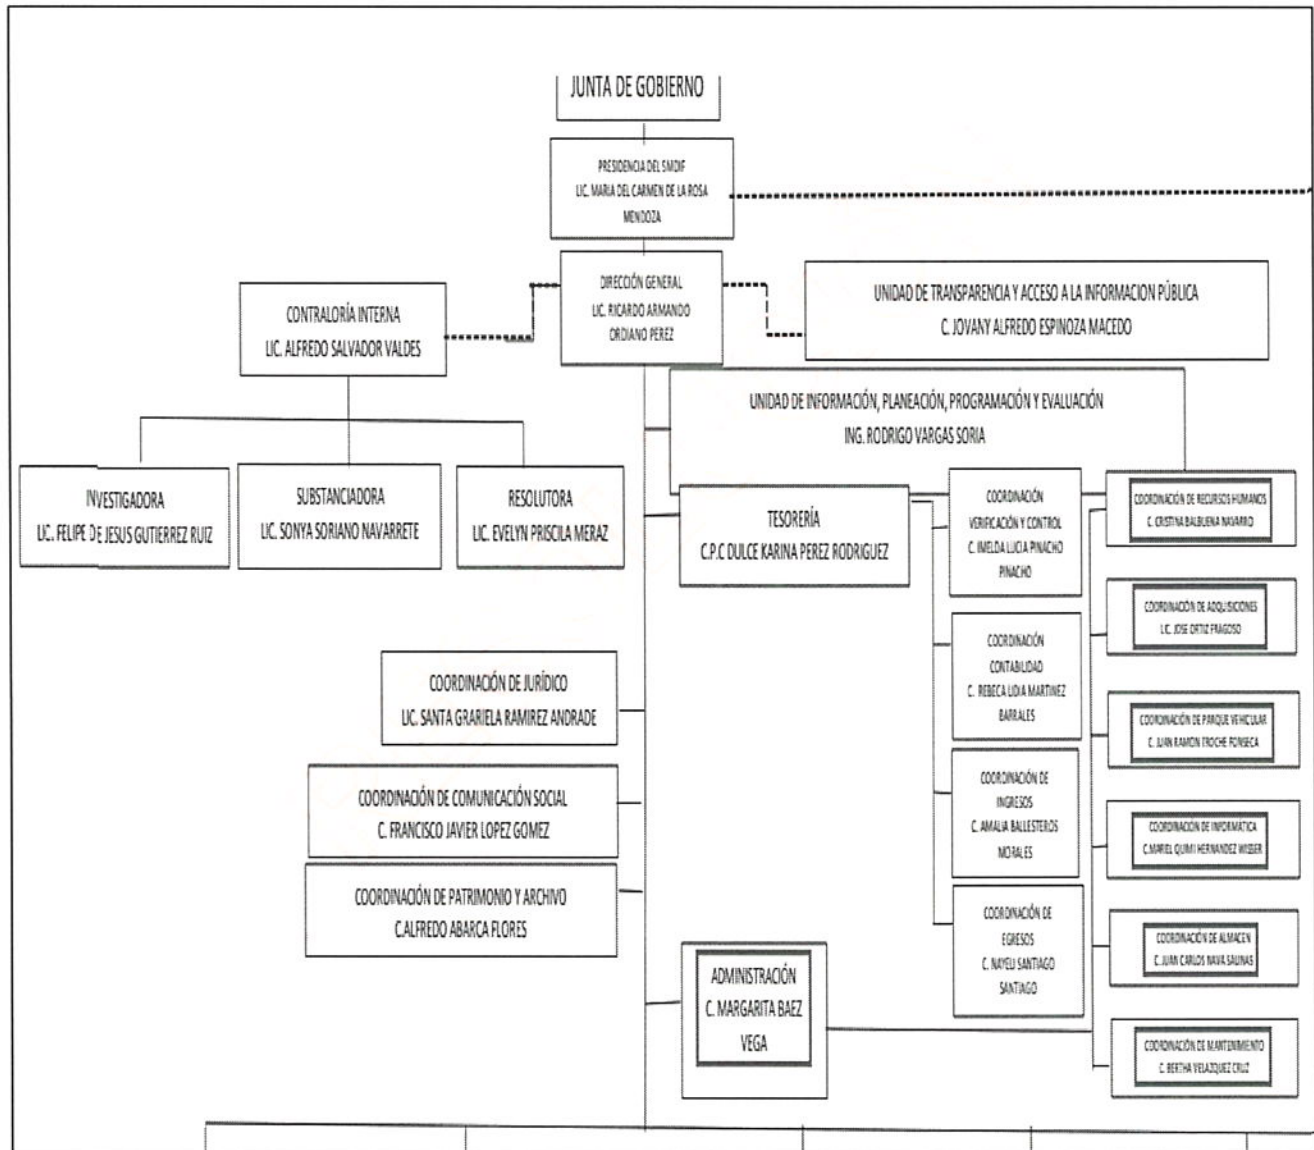 JUNTA DE GOBIERNO
PRESIDENCIA DEL SMDIF
LIC. MARIA DEL CARMEN DE LA ROSA
MENDOZA
DIRECCIÓN GENERAL
LIC. RICARDO ARMANDO
ORDIANO PEREZ
UNIDAD DE TRANSPARENCIA Y ACCESO A LA INFORMACION PÚBLICA
C. JOVANY ALFREDO ESPINOZA MACEDO
CONTRALORÍA INTERNA
LIC. ALFREDO SALVADOR VALDES
UNIDAD DE INFORMACIÓN, PLANEACIÓN, PROGRAMACIÓN Y EVALUACIÓN
ING. RODRIGO VARGAS SORIA
INVESTIGADORA
LIC. FELIPE DE JESUS GUTIERREZ RUIZ
SUBSTANCIADORA
LIC. SONYA SORIANO NAVARRETE
RESOLUTORA
LIC. EVELYN PRISCILA MERAZ
TESORERÍA
C.P.C DULCE KARINA PEREZ RODRIGUEZ
COORDINACIÓN
VERIFICACIÓN Y CONTROL
C. IMELDA LUCIA PINACHO
PINACHO
COORDINACIÓN DE RECURSOS HUMANOS
C. CRISTINA BALBUENA NAVARRO
COORDINACIÓN DE ADQUISICIONES
LIC. JOSE ORTIZ FRAGOSO
COORDINACIÓN
CONTABILIDAD
C. REBECA LIDIA MARTINEZ
BARRALES
COORDINACIÓN DE JURÍDICO
LIC. SANTA GRARIELA RAMIREZ ANDRADE
COORDINACIÓN DE PARQUE VEHICULAR
C. JUAN RAMON TROCHE FONSECA
COORDINACIÓN DE COMUNICACIÓN SOCIAL
C. FRANCISCO JAVIER LOPEZ GOMEZ
COORDINACIÓN DE
INGRESOS
C. AMALIA BALLESTEROS
MORALES
COORDINACIÓN DE INFORMÁTICA
C.MARIEL QUIMI HERNANDEZ WISSER
COORDINACIÓN DE PATRIMONIO Y ARCHIVO
C.ALFREDO ABARCA FLORES
COORDINACIÓN DE
EGRESOS
C. NAYELI SANTIAGO
SANTIAGO
COORDINACIÓN DE ALMACEN
C. JUAN CARLOS NAVA SALINAS
ADMINISTRACIÓN
C. MARGARITA BAEZ
VEGA
COORDINACIÓN DE MANTENIMIENTO
C. BERTHA VELAZQUEZ CRUZ